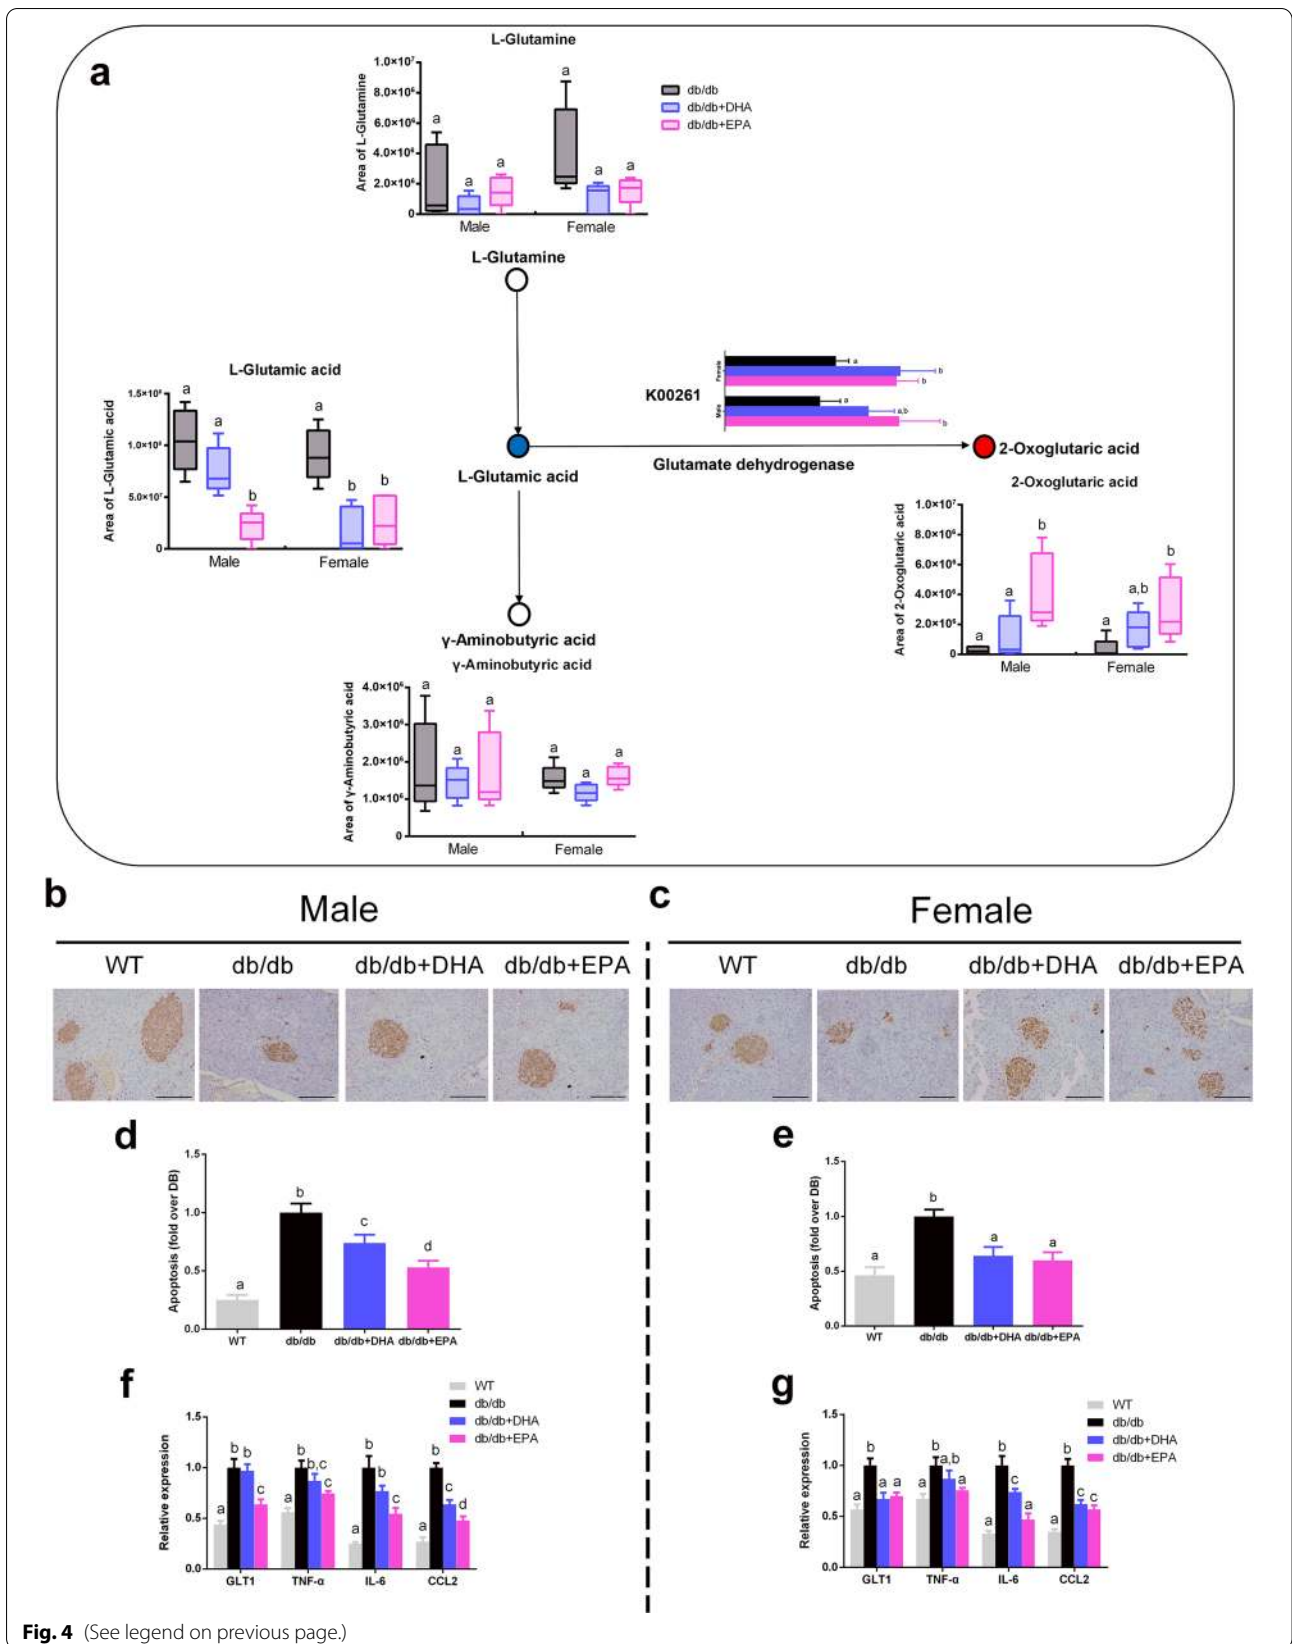 a
L-Glutamine
Area of L-Glutamine
1.0×10⁷
8.0×10⁶
6.0×10⁶
4.0×10⁶
2.0×10⁶
0
a
a
a
a
a
a
Male
Female
db/db
db/db+DHA
db/db+EPA
L-Glutamine
L-Glutamic acid
Area of L-Glutamic acid
1.5×10⁸
1.0×10⁸
5.0×10⁷
0
a
a
b
a
b
b
Male
Female
K00261
Female
a
b
b
Male
a
a,b
b
L-Glutamic acid
Glutamate dehydrogenase
2-Oxoglutaric acid
2-Oxoglutaric acid
Area of 2-Oxoglutaric acid
1.0×10⁷
8.0×10⁶
6.0×10⁶
4.0×10⁶
2.0×10⁶
0
a
a
b
a
a,b
b
Male
Female
γ-Aminobutyric acid
γ-Aminobutyric acid
Area of γ-Aminobutyric acid
4.0×10⁶
3.0×10⁶
2.0×10⁶
1.0×10⁶
0
a
a
a
a
a
a
Male
Female
b
Male
WT
db/db
db/db+DHA
db/db+EPA
c
Female
WT
db/db
db/db+DHA
db/db+EPA
d
Apoptosis (fold over DB)
1.5
1.0
0.5
0.0
a
b
c
d
WT
db/db
db/db+DHA
db/db+EPA
e
Apoptosis (fold over DB)
1.5
1.0
0.5
0.0
a
b
a
a
WT
db/db
db/db+DHA
db/db+EPA
f
WT
db/db
db/db+DHA
db/db+EPA
Relative expression
1.5
1.0
0.5
0.0
a
b
b
c
a
b
b,c
c
a
b
b
c
a
b
c
d
GLT1
TNF-α
IL-6
CCL2
g
WT
db/db
db/db+DHA
db/db+EPA
Relative expression
1.5
1.0
0.5
0.0
a
b
a
a
a
b
a,b
a
a
b
c
a
a
b
c
c
GLT1
TNF-α
IL-6
CCL2
Fig. 4 (See legend on previous page.)